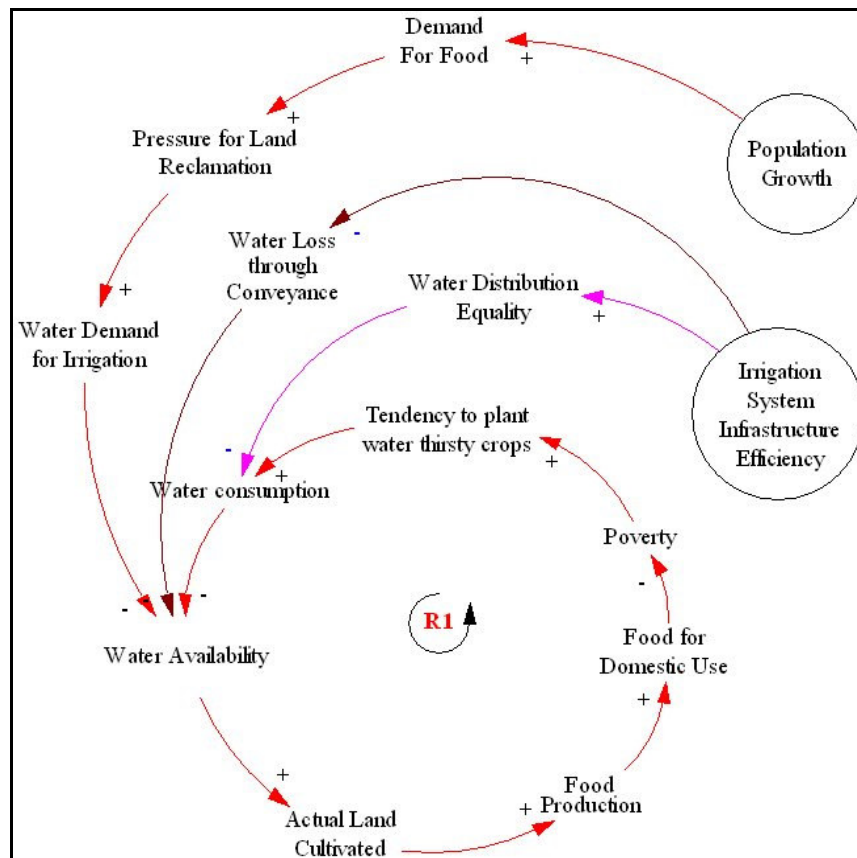 Demand
For Food
+
+
Pressure for Land
Reclamation
Population
Growth
-
Water Loss
through
Conveyance
Water Distribution
Equality
+
+
Water Demand
for Irrigation
Irrigation
System
Infrastructure
Efficiency
Tendency to plant
water thirsty crops
-
+
+
Water consumption
Poverty
-
-
-
-
R1
Water Availability
Food for
Domestic Use
+
+
Food
Production
+
Actual Land
Cultivated